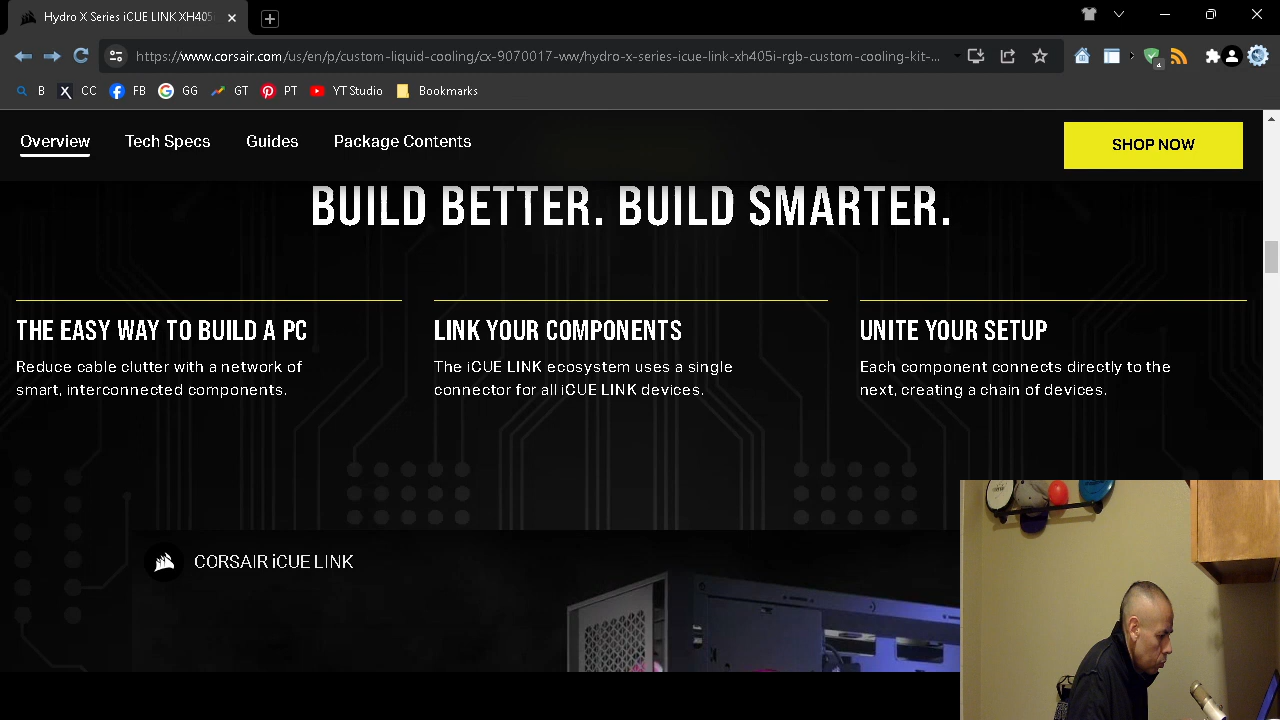 Hydro X Series iCUE LINK XH405i
https://www.corsair.com/us/en/p/custom-liquid-cooling/cx-9070017-ww/hydro-x-series-icue-link-xh405i-rgb-custom-cooling-kit-...
4
B CC FB GG GT PT YT Studio Bookmarks
Overview Tech Specs Guides Package Contents
SHOP NOW
BUILD BETTER. BUILD SMARTER.
THE EASY WAY TO BUILD A PC
Reduce cable clutter with a network of
smart, interconnected components.
LINK YOUR COMPONENTS
The iCUE LINK ecosystem uses a single
connector for all iCUE LINK devices.
UNITE YOUR SETUP
Each component connects directly to the
next, creating a chain of devices.
CORSAIR iCUE LINK